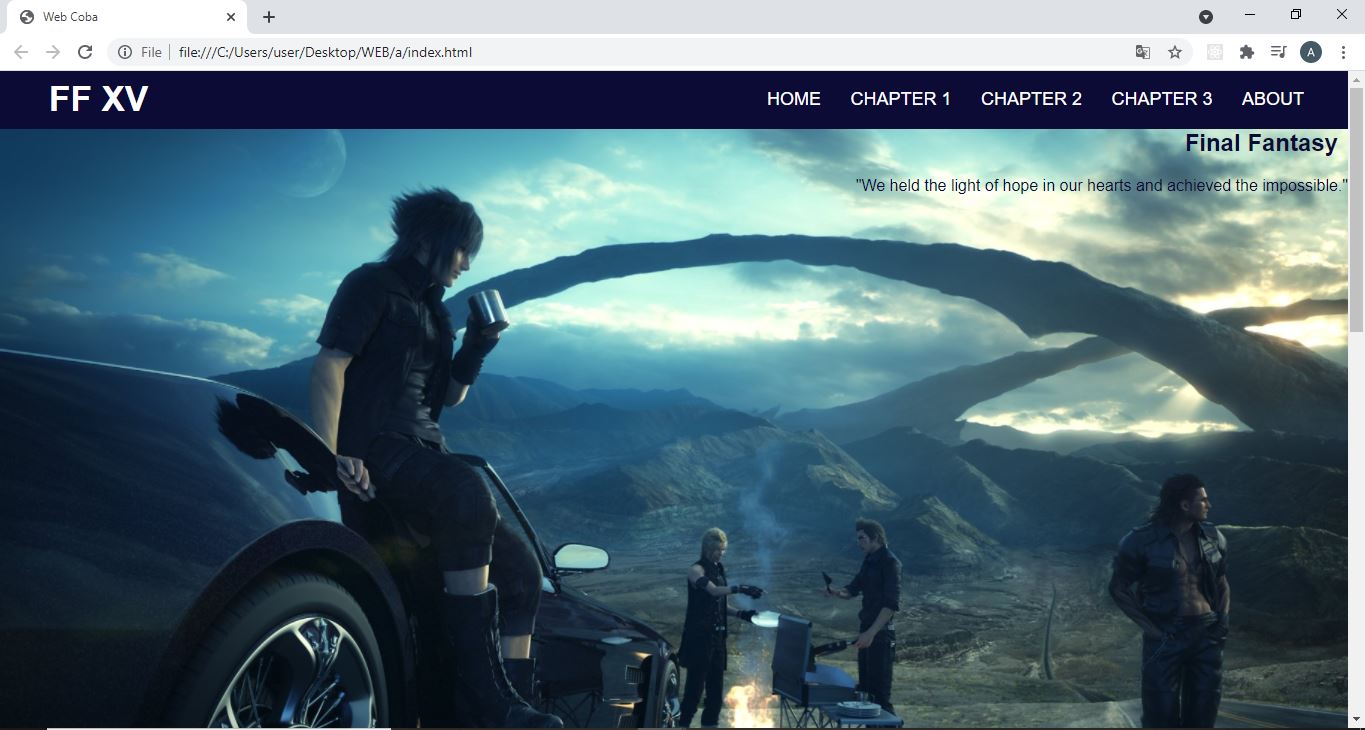 Web Coba
File file:///C:/Users/user/Desktop/WEB/a/index.html
A
FF XV
HOME CHAPTER 1 CHAPTER 2 CHAPTER 3 ABOUT
Final Fantasy
"We held the light of hope in our hearts and achieved the impossible."